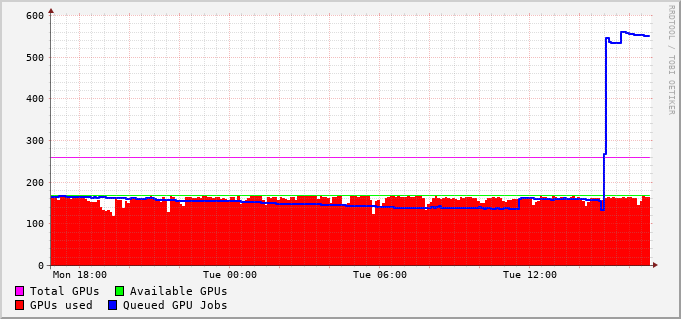 600
500
400
300
200
100
0
Mon 18:00 Tue 00:00 Tue 06:00 Tue 12:00
Total GPUs Available GPUs
GPUs used Queued GPU Jobs
RRDTOOL / TOBI OETIKER